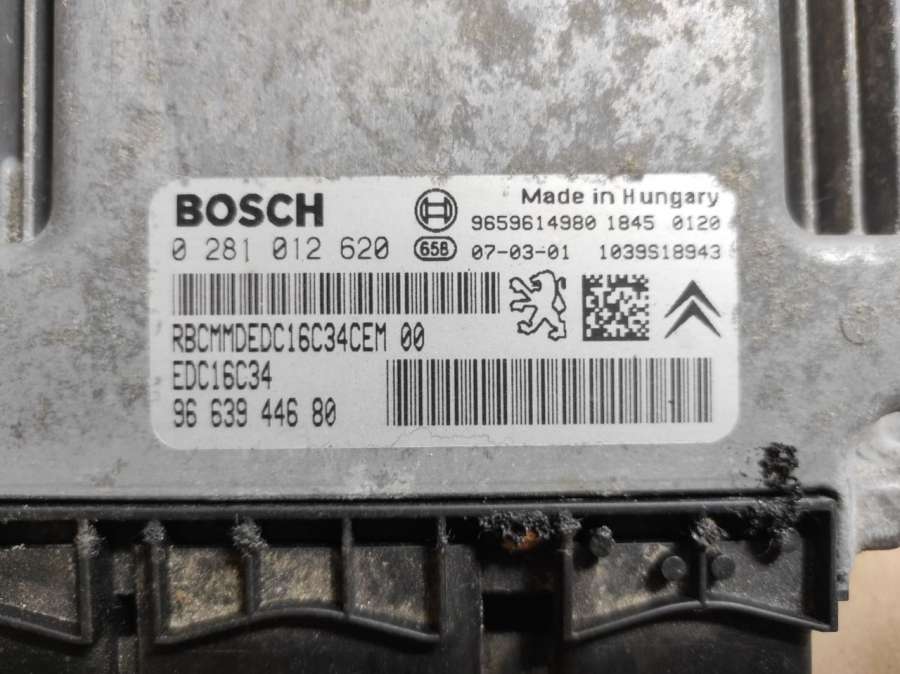 BOSCH
Made in Hungary
9659614980 1845 0120
0 281 012 620
658
07-03-01 1039S18943
RBCMMDEDC16C34CEM 00
EDC16C34
96 639 446 80